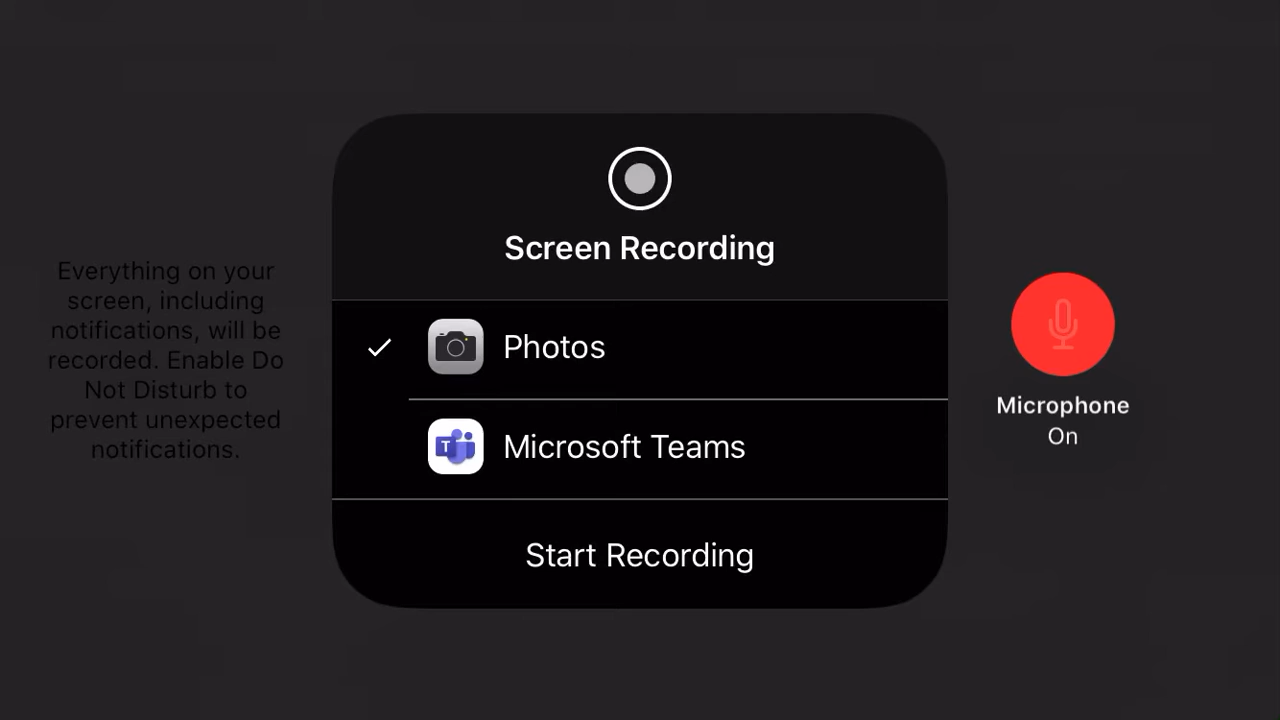 Screen Recording
Everything on your
screen, including
notifications, will be
recorded. Enable Do
Not Disturb to
prevent unexpected
notifications.
Photos
T
Microsoft Teams
Start Recording
Microphone
On